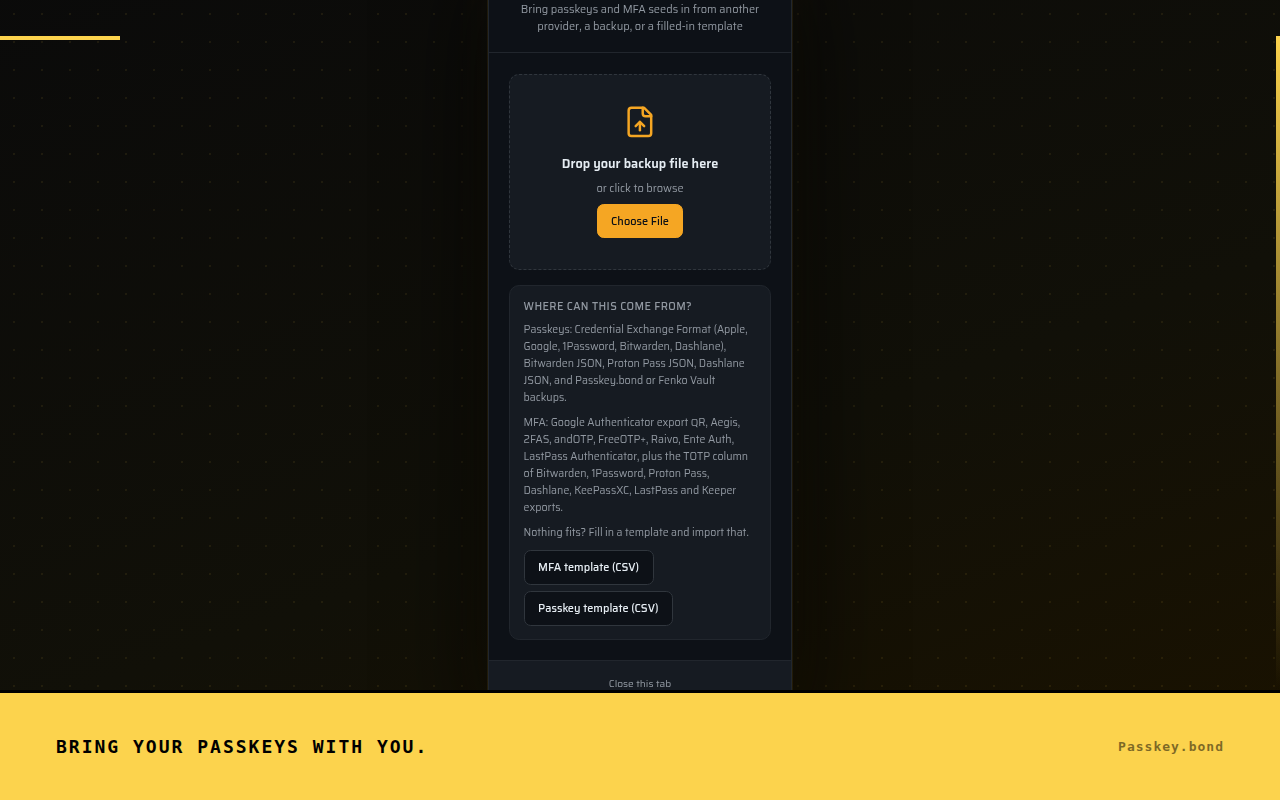 Bring passkeys and MFA seeds in from another
provider, a backup, or a filled-in template
Drop your backup file here
or click to browse
Choose File
WHERE CAN THIS COME FROM?
Passkeys: Credential Exchange Format (Apple,
Google, 1Password, Bitwarden, Dashlane),
Bitwarden JSON, Proton Pass JSON, Dashlane
JSON, and Passkey.bond or Fenko Vault
backups.
MFA: Google Authenticator export QR, Aegis,
2FAS, andOTP, FreeOTP+, Raivo, Ente Auth,
LastPass Authenticator, plus the TOTP column
of Bitwarden, 1Password, Proton Pass,
Dashlane, KeePassXC, LastPass and Keeper
exports.
Nothing fits? Fill in a template and import that.
MFA template (CSV)
Passkey template (CSV)
Close this tab
BRING YOUR PASSKEYS WITH YOU.
Passkey.bond